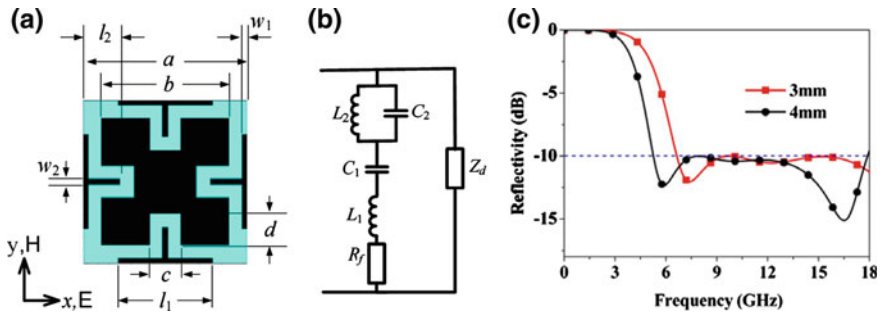 (a)
w1
l2
a
b
w2
d
c
l1
y,H
x,E
(b)
L2
C2
C1
L1
Rf
Zd
(c)
Reflectivity (dB)
0
-5
-10
-15
3mm
4mm
0 3 6 9 12 15 18
Frequency (GHz)